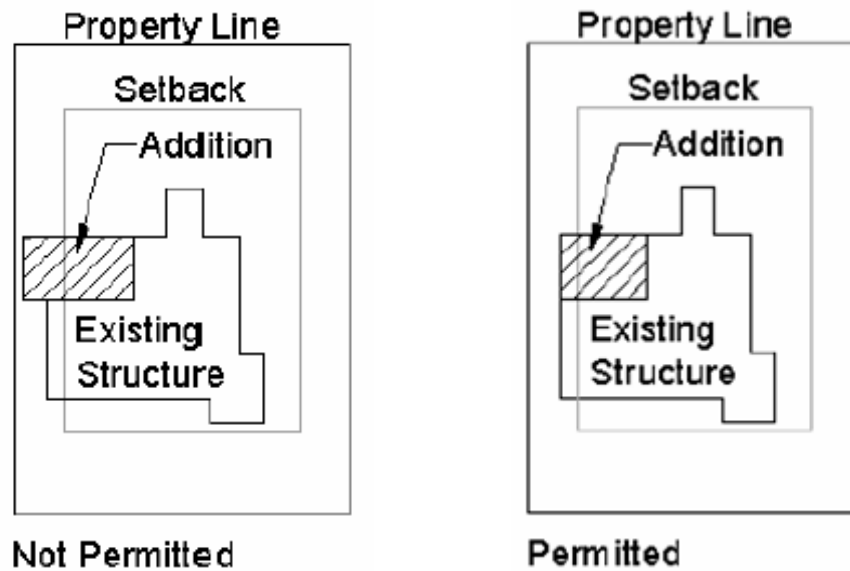 Property Line
Setback
Addition
Existing
Structure
Not Permitted
Property Line
Setback
Addition
Existing
Structure
Permitted